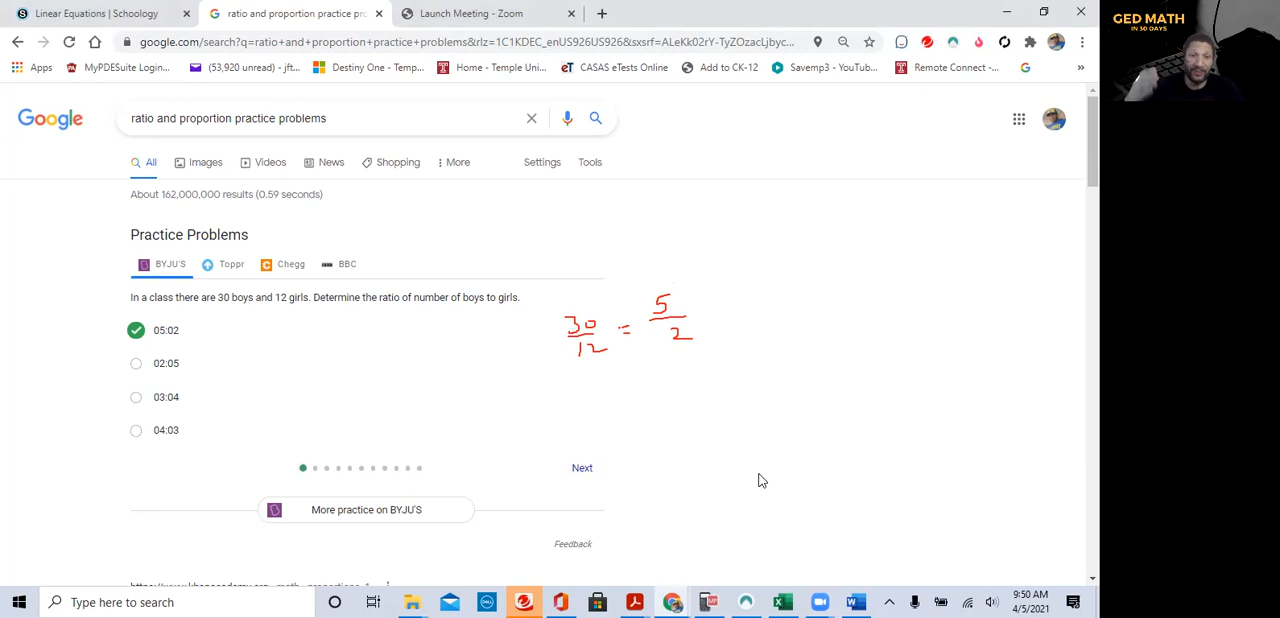 Linear Equations | Schoology
ratio and proportion practice pro
Launch Meeting - Zoom
google.com/search?q=ratio+and+proportion+practice+problems&rlz=1C1KDEC_enUS926US926&sxsrf=ALeKk02rY-TyZOzacLjbyc...
Apps
MyPDESuite Login...
(53,920 unread) - jft...
Destiny One - Temp...
Home - Temple Uni...
CASAS eTests Online
Add to CK-12
Savemp3 - YouTub...
Remote Connect -...
»
GED MATH
IN 30 DAYS
Google
ratio and proportion practice problems
All
Images
Videos
News
Shopping
More
Settings
Tools
About 162,000,000 results (0.59 seconds)
Practice Problems
BYJU'S
Toppr
Chegg
BBC
In a class there are 30 boys and 12 girls. Determine the ratio of number of boys to girls.
05:02
02:05
03:04
04:03
30/12 = 5/2
Next
More practice on BYJU'S
Feedback
Type here to search
9:50 AM
4/5/2021